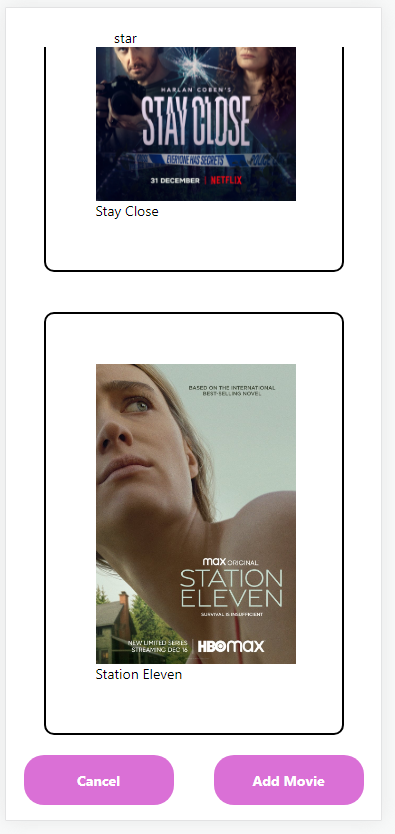 star
HARLAN COBEN'S
STAY CLOSE
EVERYONE HAS SECRETS
POLICE
31 DECEMBER | NETFLIX
Stay Close
BASED ON THE INTERNATIONAL
BEST-SELLING NOVEL
max ORIGINAL
STATION
ELEVEN
SURVIVAL IS INSUFFICIENT
NEW LIMITED SERIES
STREAMING DEC 16
HBOMAX
Station Eleven
Cancel
Add Movie